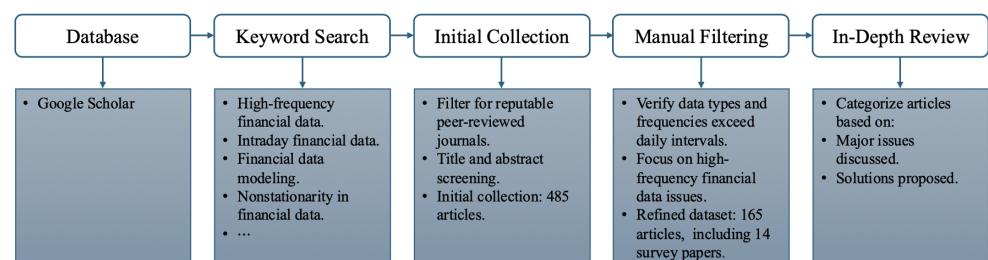 Database
Keyword Search
Initial Collection
Manual Filtering
In-Depth Review
• Google Scholar
• High-frequency
financial data.
• Intraday financial data.
• Financial data
modeling.
• Nonstationarity in
financial data.
• …
• Filter for reputable
peer-reviewed
journals.
• Title and abstract
screening.
• Initial collection: 485
articles.
• Verify data types and
frequencies exceed
daily intervals.
• Focus on high-
frequency financial
data issues.
• Refined dataset: 165
articles, including 14
survey papers.
• Categorize articles
based on:
• Major issues
discussed.
• Solutions proposed.